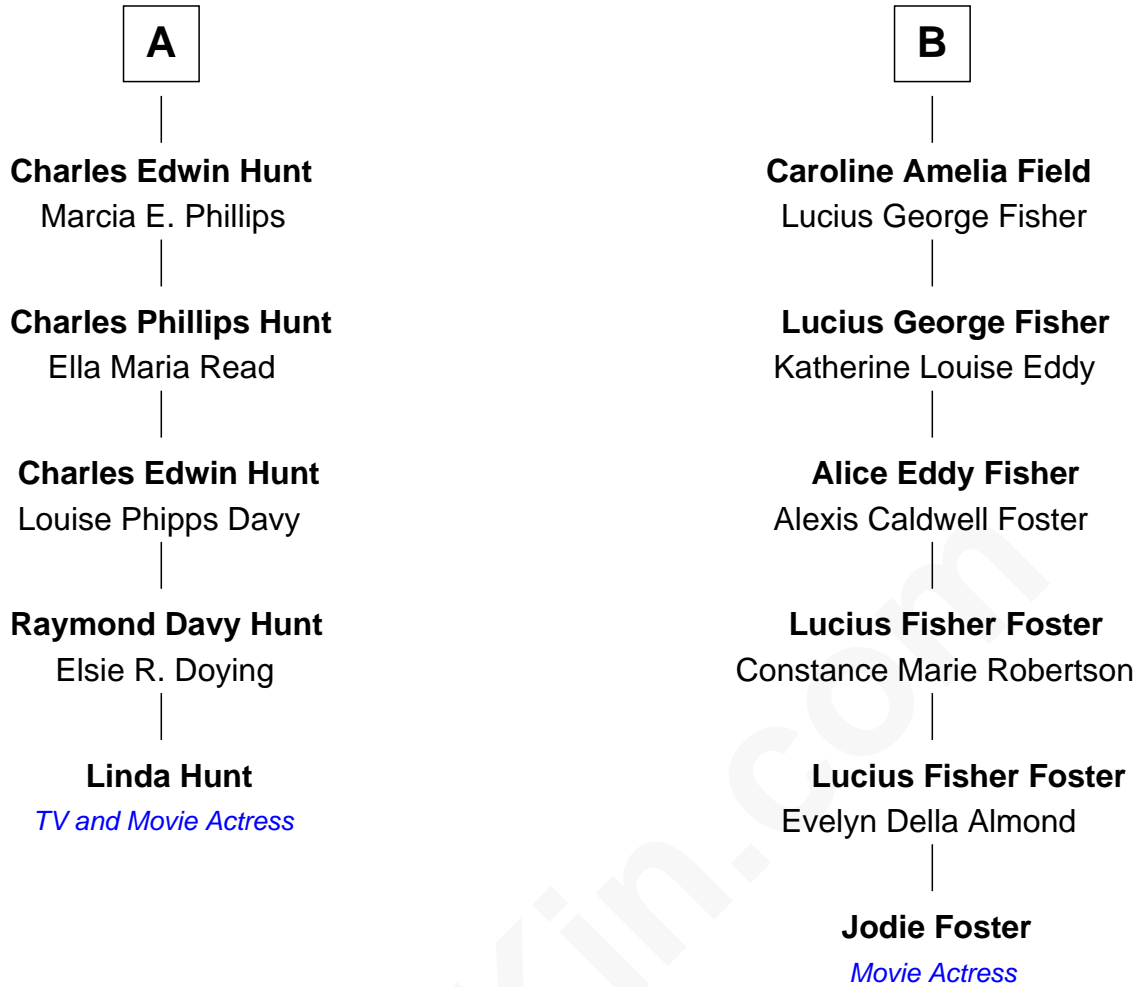 A
Charles Edwin Hunt
Marcia E. Phillips
Charles Phillips Hunt
Ella Maria Read
Charles Edwin Hunt
Louise Phipps Davy
Raymond Davy Hunt
Elsie R. Doying
Linda Hunt
TV and Movie Actress
B
Caroline Amelia Field
Lucius George Fisher
Lucius George Fisher
Katherine Louise Eddy
Alice Eddy Fisher
Alexis Caldwell Foster
Lucius Fisher Foster
Constance Marie Robertson
Lucius Fisher Foster
Evelyn Della Almond
Jodie Foster
Movie Actress